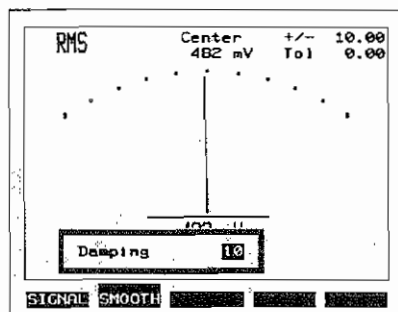 RMS Center +/- 10.00
482 mV Tol 0.00
Damping 10
SIGNAL SMOOTH